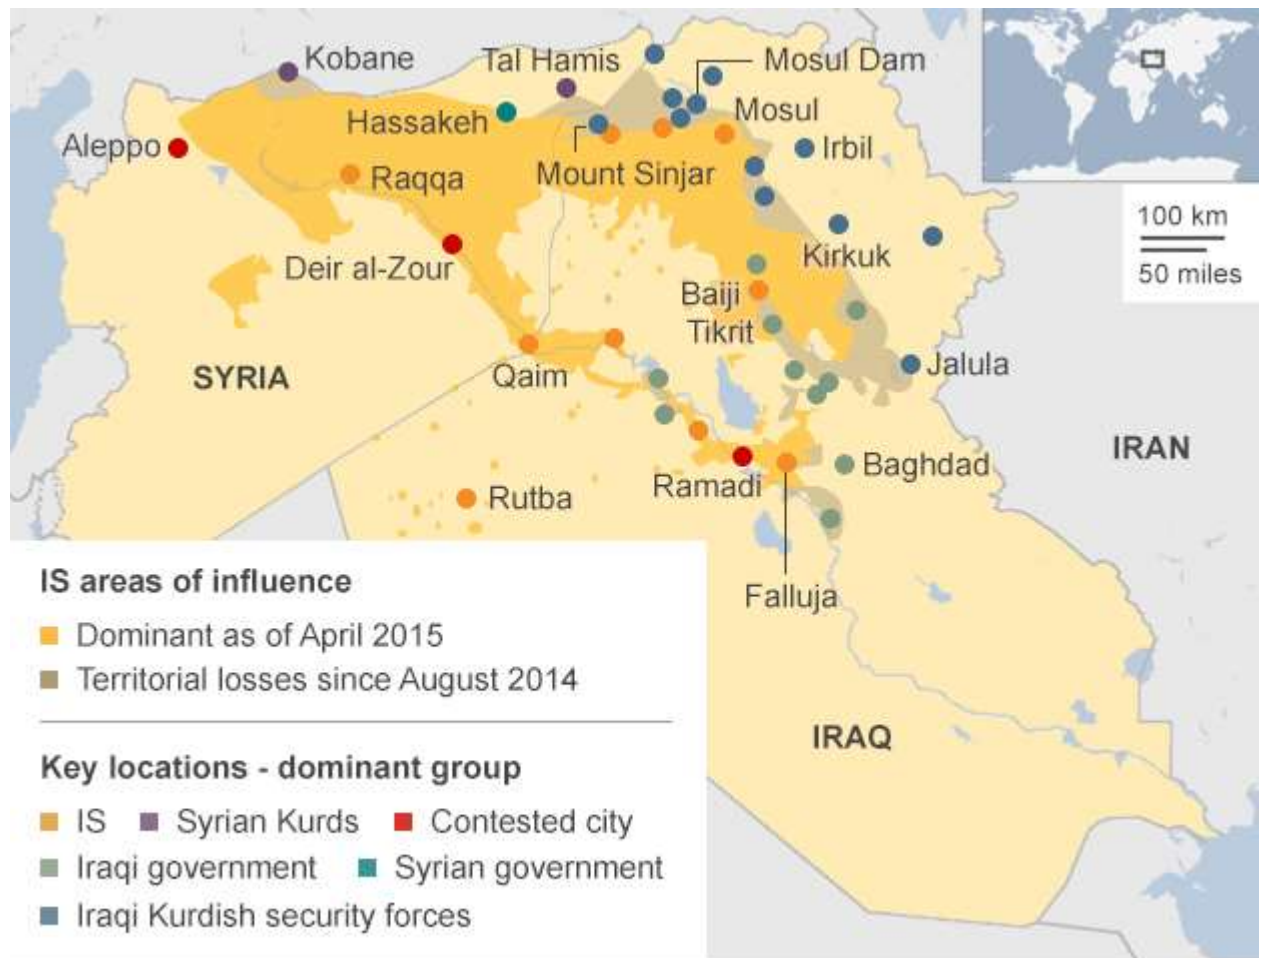 Kobane
Tal Hamis
Mosul Dam
Hassakeh
Mosul
Aleppo
Irbil
Raqqa
Mount Sinjar
100 km
50 miles
Kirkuk
Deir al-Zour
Baiji
Tikrit
SYRIA
Qaim
Jalula
IRAN
Baghdad
Ramadi
Rutba
Falluja
IRAQ
IS areas of influence
Dominant as of April 2015
Territorial losses since August 2014
Key locations - dominant group
IS Syrian Kurds Contested city
Iraqi government Syrian government
Iraqi Kurdish security forces